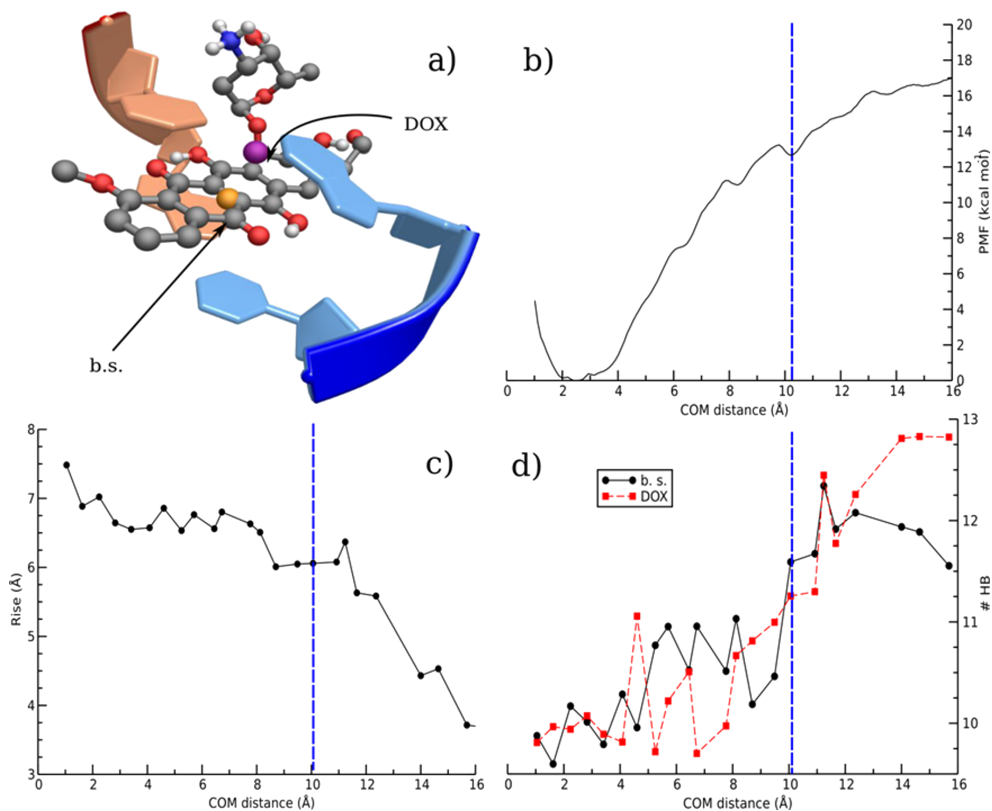 a)
DOX
b.s.
b)
20
18
16
14
12
10
8
6
4
2
0
PMF (kcal mol)
0 2 4 6 8 10 12 14 16
COM distance (Å)
c)
8
7
6
5
4
3
Rise (Å)
0 2 4 6 8 10 12 14 16
COM distance (Å)
d)
b. s.
DOX
13
12
11
10
# HB
0 2 4 6 8 10 12 14 16
COM distance (Å)